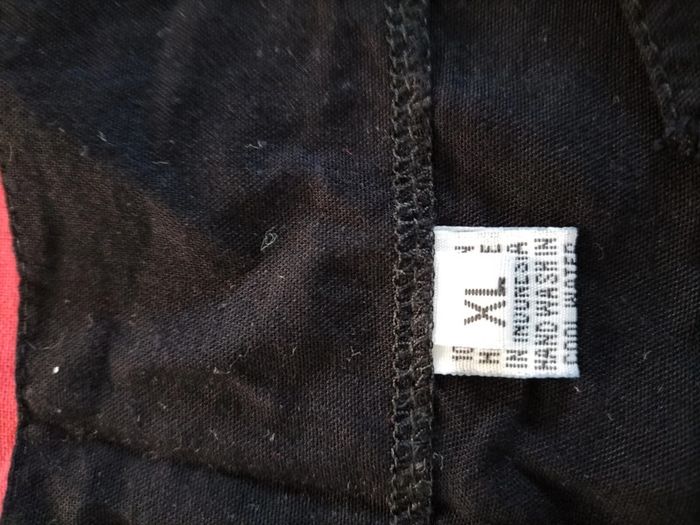 XL
IN INDONESIA
HAND WASH IN
COOL WATER